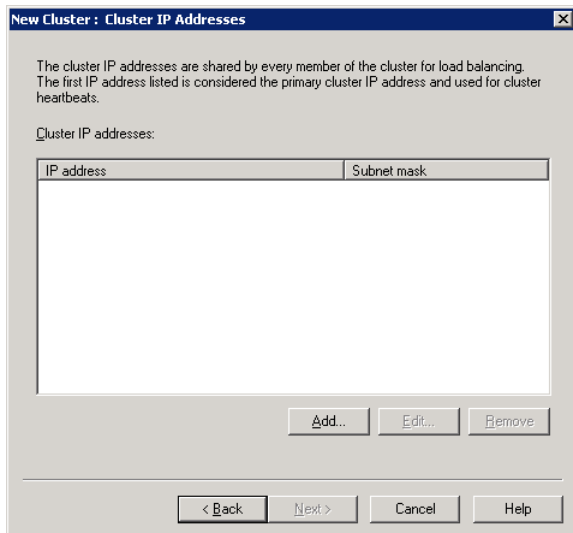 New Cluster : Cluster IP Addresses
The cluster IP addresses are shared by every member of the cluster for load balancing.
The first IP address listed is considered the primary cluster IP address and used for cluster
heartbeats.
Cluster IP addresses:
IP address Subnet mask
Add... Edit... Remove
< Back Next > Cancel Help